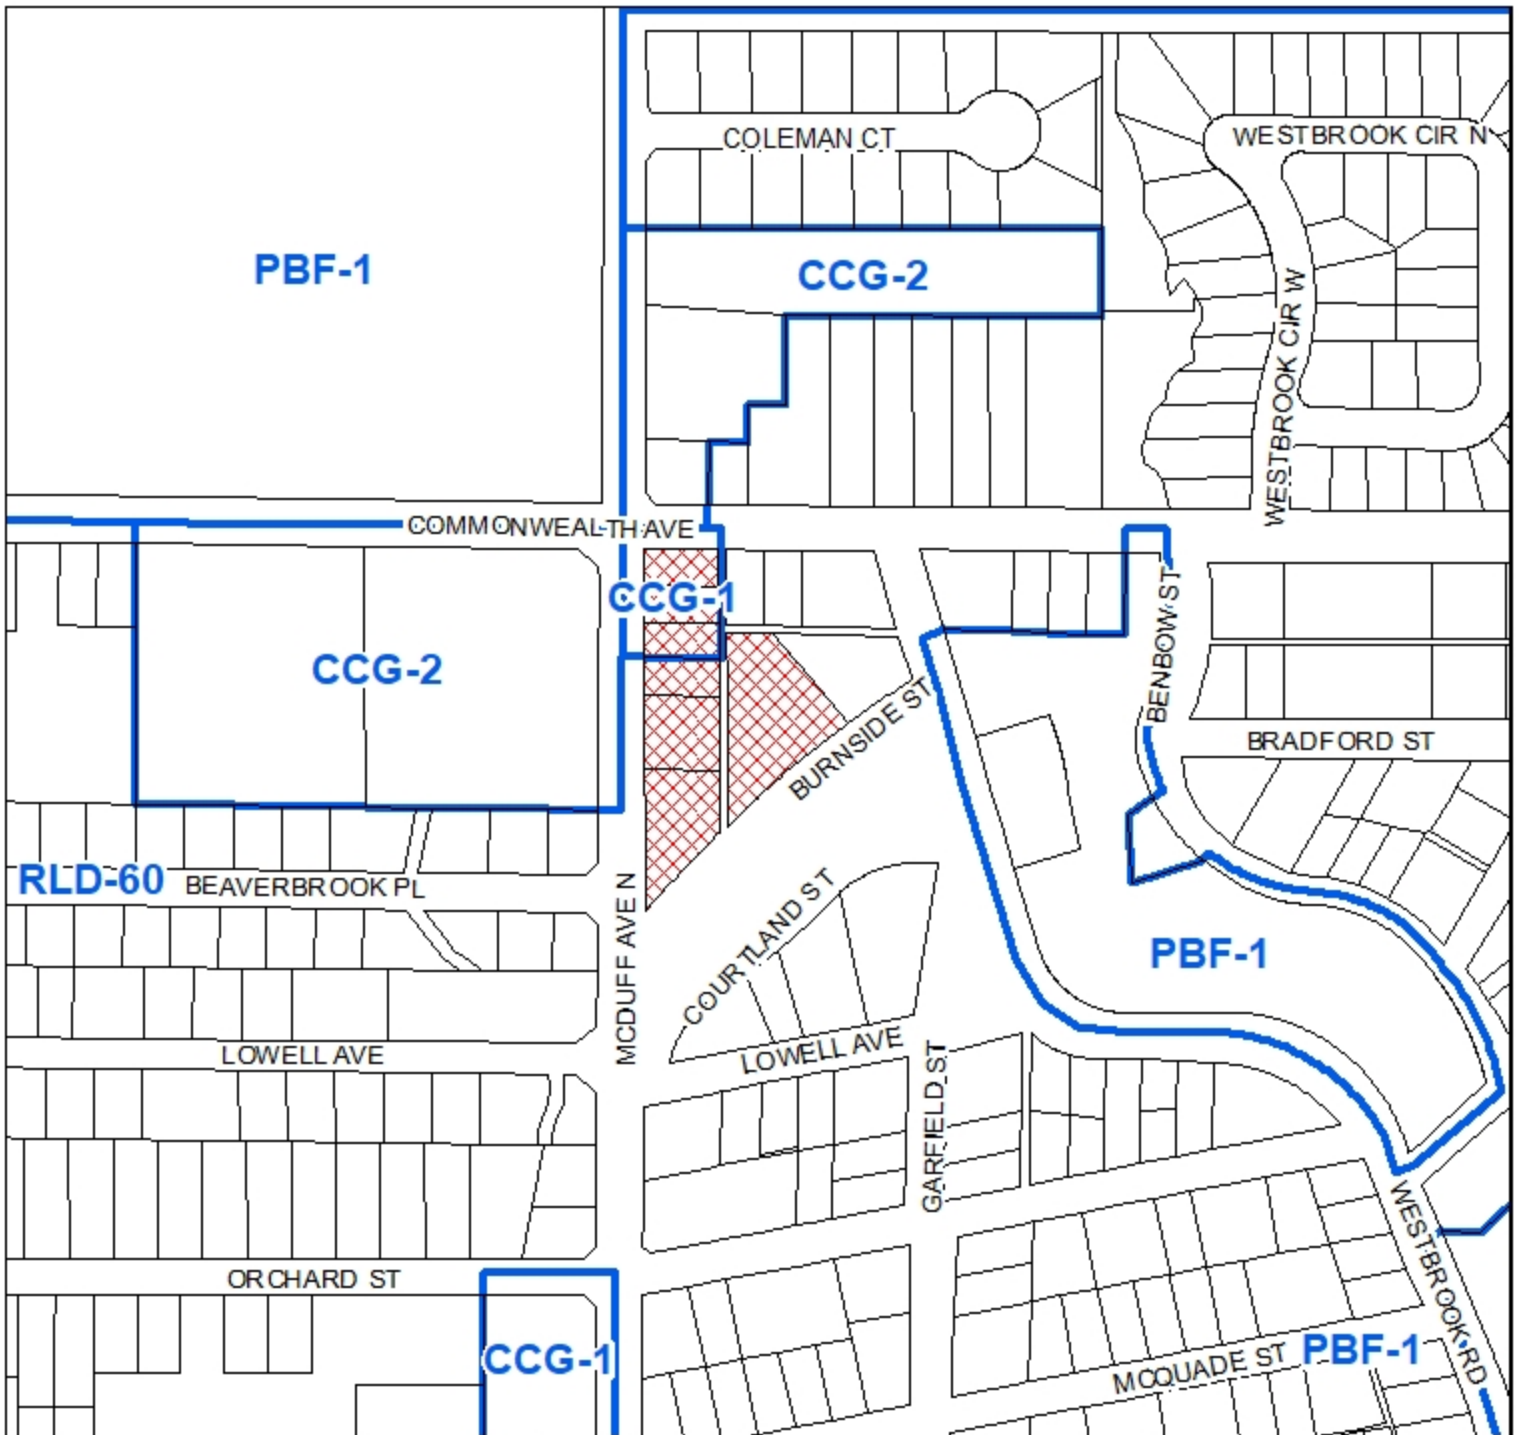 COLEMAN CT
WESTBROOK CIR N
PBF-1
CCG-2
WESTBROOK CIR W
COMMONWEALTH AVE
CCG-1
BENBOW ST
CCG-2
BURNSIDE ST
BRADFORD ST
RLD-60
BEAVERBROOK PL
MCDUFF AVE N
COURTLAND ST
PBF-1
LOWELL AVE
LOWELL AVE
GARFIELD ST
ORCHARD ST
WESTBROOK RD
CCG-1
MCQUADE ST
PBF-1